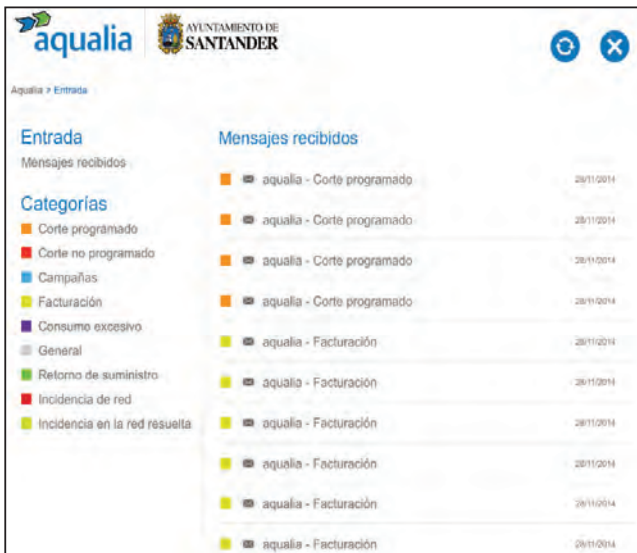 aqualia
AYUNTAMIENTO DE
SANTANDER
Aqualia > Entrada
Entrada
Mensajes recibidos
Categorías
Corte programado
Corte no programado
Campañas
Facturación
Consumo excesivo
General
Retorno de suministro
Incidencia de red
Incidencia en la red resuelta
Mensajes recibidos
aqualia - Corte programado 28/11/2014
aqualia - Corte programado 28/11/2014
aqualia - Corte programado 28/11/2014
aqualia - Corte programado 28/11/2014
aqualia - Facturación 28/11/2014
aqualia - Facturación 28/11/2014
aqualia - Facturación 28/11/2014
aqualia - Facturación 28/11/2014
aqualia - Facturación 28/11/2014
aqualia - Facturación 28/11/2014